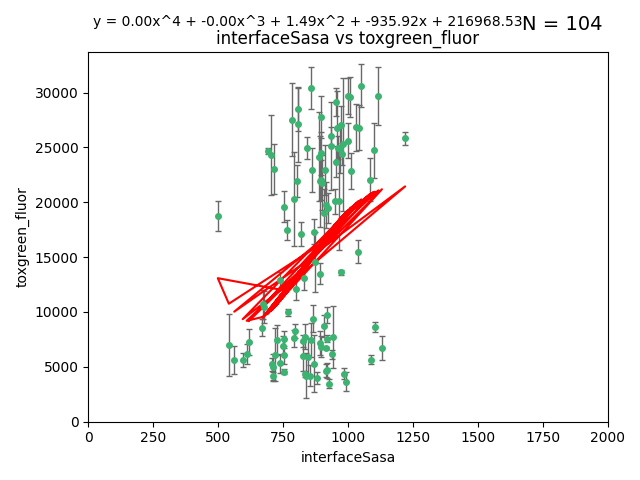 y = 0.00x^4 + -0.00x^3 + 1.49x^2 + -935.92x + 216968.53
N = 104
interfaceSasa vs toxgreen_fluor
30000
25000
20000
15000
10000
5000
0
toxgreen_fluor
0 250 500 750 1000 1250 1500 1750 2000
interfaceSasa